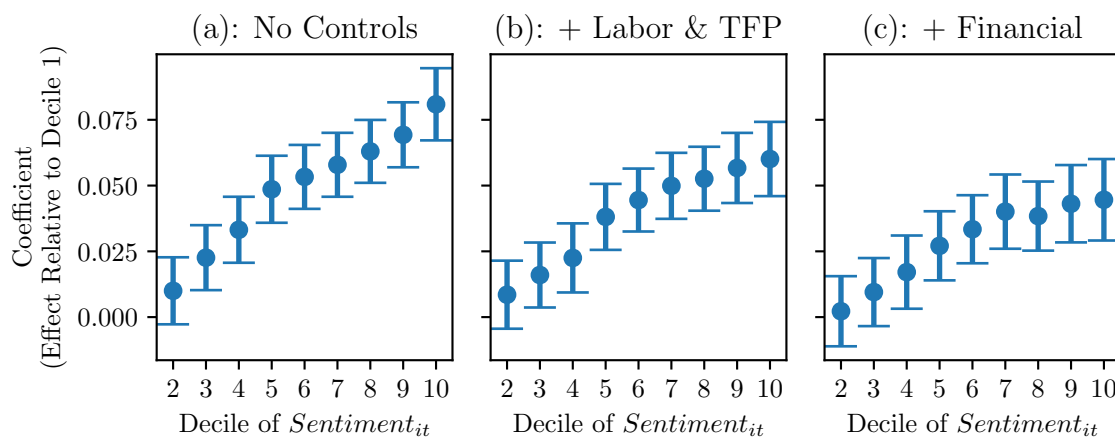 (a): No Controls
(b): + Labor & TFP
(c): + Financial
Coefficient
(Effect Relative to Decile 1)
0.075
0.050
0.025
0.000
2 3 4 5 6 7 8 9 10
2 3 4 5 6 7 8 9 10
2 3 4 5 6 7 8 9 10
Decile of Sentiment_it
Decile of Sentiment_it
Decile of Sentiment_it